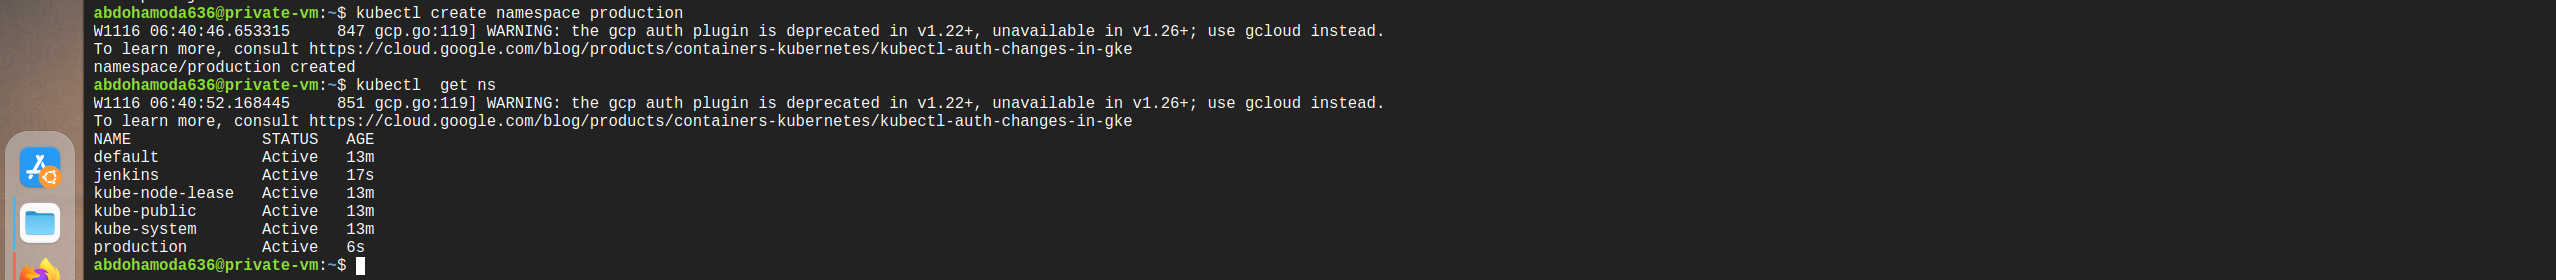 abdohamoda636@private-vm:~$ kubectl create namespace production
W1116 06:40:46.653315     847 gcp.go:119] WARNING: the gcp auth plugin is deprecated in v1.22+, unavailable in v1.26+; use gcloud instead.
To learn more, consult https://cloud.google.com/blog/products/containers-kubernetes/kubectl-auth-changes-in-gke
namespace/production created
abdohamoda636@private-vm:~$ kubectl  get ns
W1116 06:40:52.168445     851 gcp.go:119] WARNING: the gcp auth plugin is deprecated in v1.22+, unavailable in v1.26+; use gcloud instead.
To learn more, consult https://cloud.google.com/blog/products/containers-kubernetes/kubectl-auth-changes-in-gke
NAME              STATUS   AGE
default           Active   13m
jenkins           Active   17s
kube-node-lease   Active   13m
kube-public       Active   13m
kube-system       Active   13m
production        Active   6s
abdohamoda636@private-vm:~$